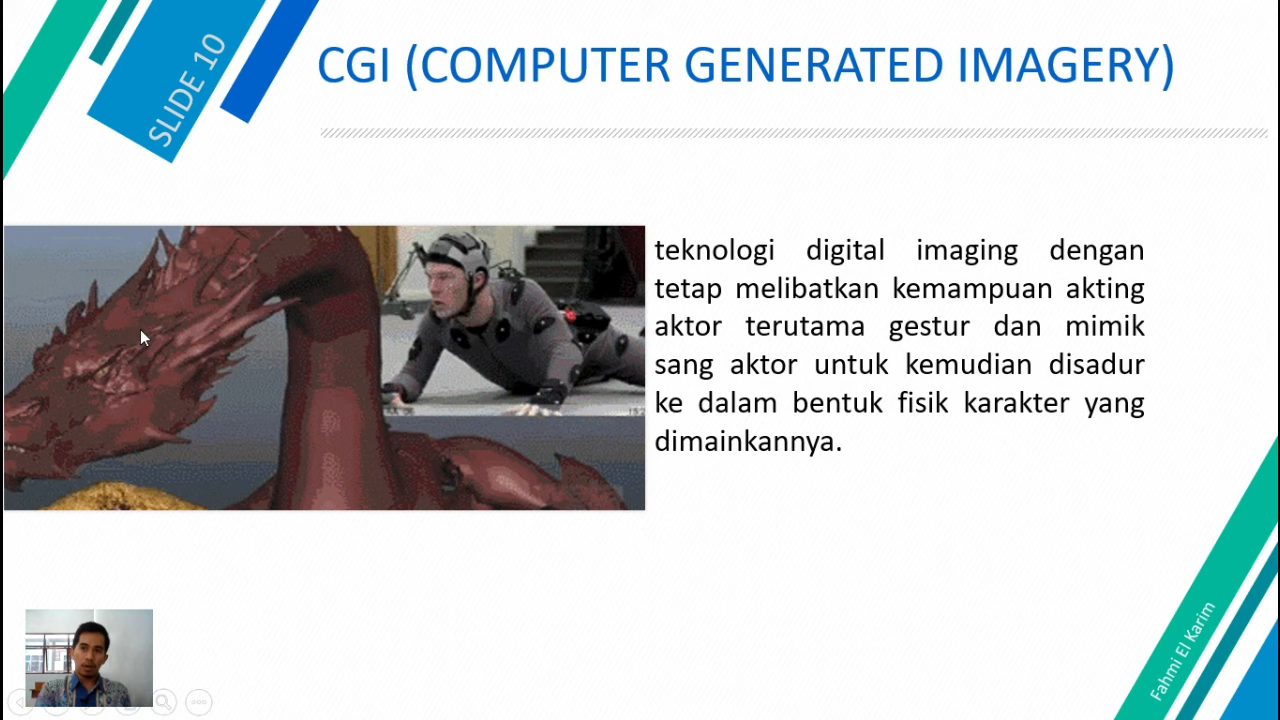 SLIDE 10
CGI (COMPUTER GENERATED IMAGERY)
teknologi digital imaging dengan
tetap melibatkan kemampuan akting
aktor terutama gestur dan mimik
sang aktor untuk kemudian disadur
ke dalam bentuk fisik karakter yang
dimainkannya.
Fahmi El Karim